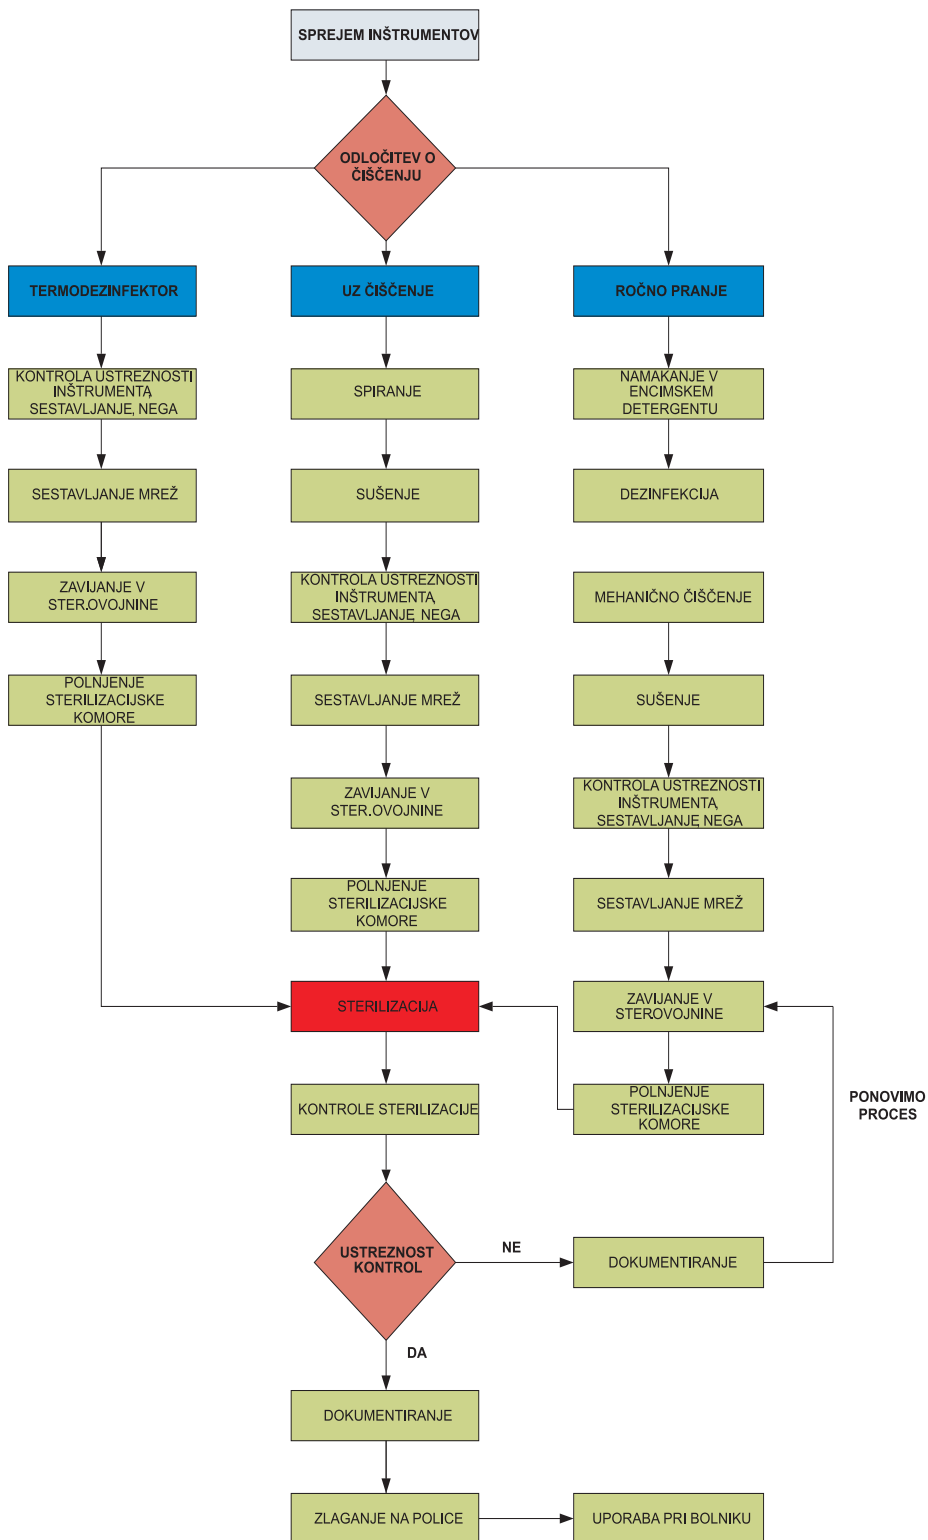 SPREJEM INŠTRUMENTOV
ODLOČITEV O
ČIŠČENJU
TERMODEZINFEKTOR
UZ ČIŠČENJE
ROČNO PRANJE
KONTROLA USTREZNOSTI
INŠTRUMENTA,
SESTAVLJANJE, NEGA
SPIRANJE
NAMAKANJE V
ENCIMSKEM
DETERGENTU
SESTAVLJANJE MREŽ
SUŠENJE
DEZINFEKCIJA
ZAVIJANJE V
STER.OVOJNINE
KONTROLA USTREZNOSTI
INŠTRUMENTA,
SESTAVLJANJE, NEGA
MEHANIČNO ČIŠČENJE
POLNJENJE
STERILIZACIJSKE
KOMORE
SESTAVLJANJE MREŽ
SUŠENJE
ZAVIJANJE V
STER.OVOJNINE
KONTROLA USTREZNOSTI
INŠTRUMENTA,
SESTAVLJANJE, NEGA
POLNJENJE
STERILIZACIJSKE
KOMORE
SESTAVLJANJE MREŽ
STERILIZACIJA
ZAVIJANJE V
STEROVOJNINE
KONTROLE STERILIZACIJE
POLNJENJE
STERILIZACIJSKE
KOMORE
PONOVIMO
PROCES
USTREZNOST
KONTROL
NE
DOKUMENTIRANJE
DA
DOKUMENTIRANJE
ZLAGANJE NA POLICE
UPORABA PRI BOLNIKU